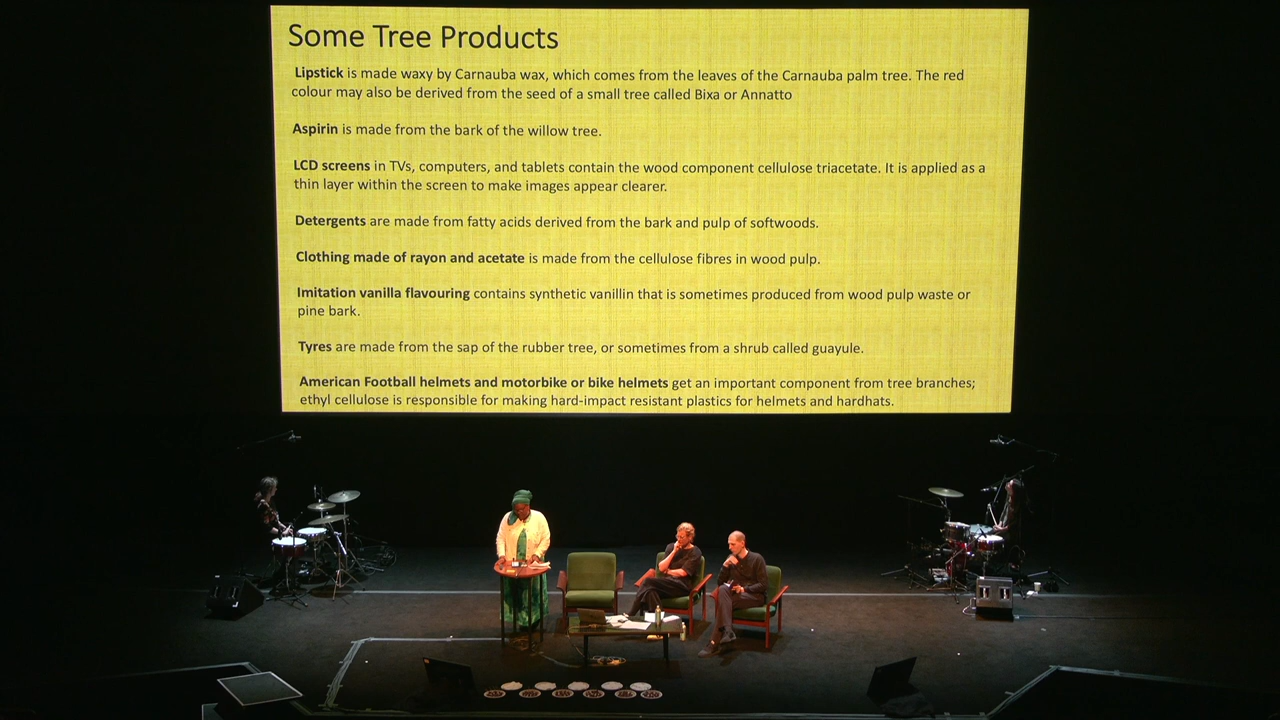 Some Tree Products
Lipstick is made waxy by Carnauba wax, which comes from the leaves of the Carnauba palm tree. The red
colour may also be derived from the seed of a small tree called Bixa or Annatto
Aspirin is made from the bark of the willow tree.
LCD screens in TVs, computers, and tablets contain the wood component cellulose triacetate. It is applied as a
thin layer within the screen to make images appear clearer.
Detergents are made from fatty acids derived from the bark and pulp of softwoods.
Clothing made of rayon and acetate is made from the cellulose fibres in wood pulp.
Imitation vanilla flavouring contains synthetic vanillin that is sometimes produced from wood pulp waste or
pine bark.
Tyres are made from the sap of the rubber tree, or sometimes from a shrub called guayule.
American Football helmets and motorbike or bike helmets get an important component from tree branches;
ethyl cellulose is responsible for making hard-impact resistant plastics for helmets and hardhats.